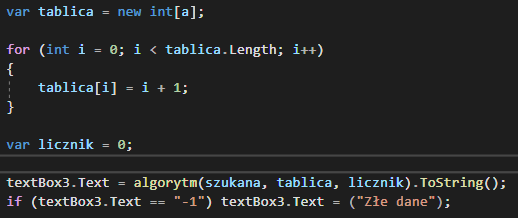 var tablica = new int[a];
for (int i = 0; i < tablica.Length; i++)
{
tablica[i] = i + 1;
}
var licznik = 0;
textBox3.Text = algorytm(szukana, tablica, licznik).ToString();
if (textBox3.Text == "-1") textBox3.Text = ("Złe dane");